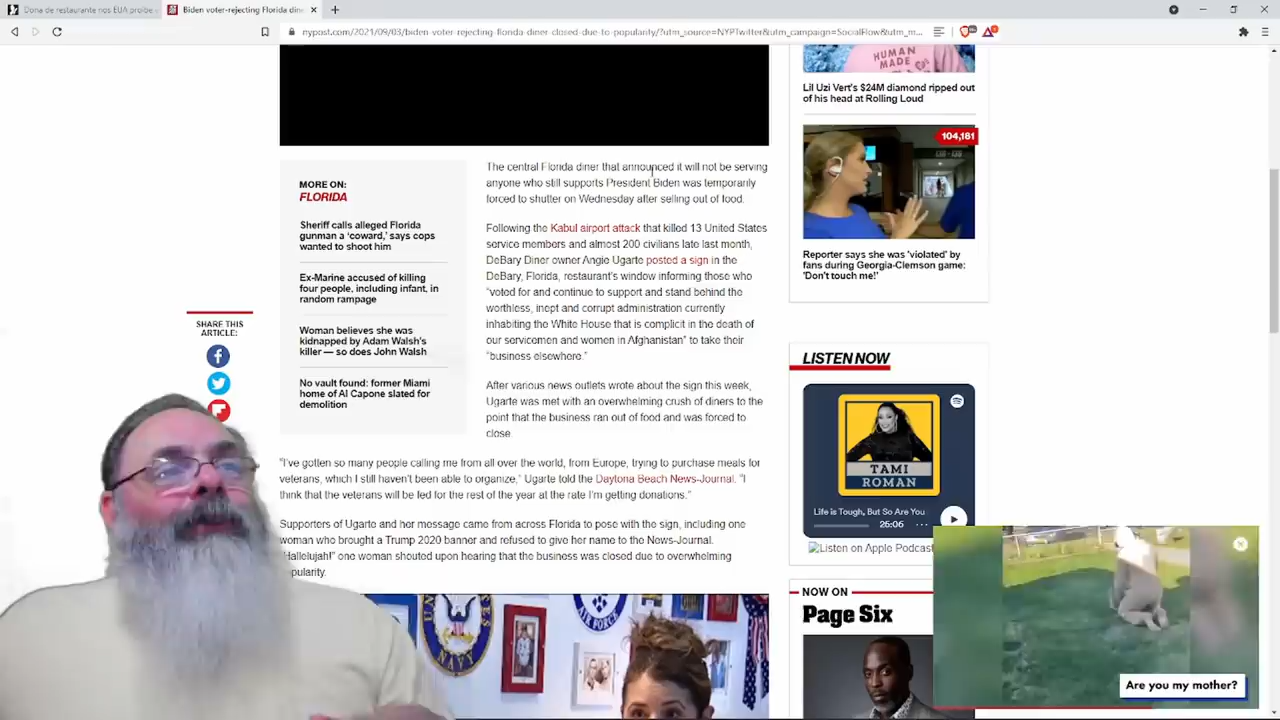 Dona de restaurante nos EUA proíbe
Biden voter-rejecting Florida diner
nypost.com/2021/09/03/biden-voter-rejecting-florida-diner-closed-due-to-popularity/?utm_source=NYPTwitter&utm_campaign=SocialFlow&utm_m...
HUMAN
MADE
Lil Uzi Vert's $24M diamond ripped out
of his head at Rolling Loud
104,181
Reporter says she was 'violated' by
fans during Georgia-Clemson game:
'Don't touch me!'
MORE ON:
FLORIDA
Sheriff calls alleged Florida
gunman a 'coward,' says cops
wanted to shoot him
Ex-Marine accused of killing
four people, including infant, in
random rampage
Woman believes she was
kidnapped by Adam Walsh's
killer — so does John Walsh
No vault found: former Miami
home of Al Capone slated for
demolition
SHARE THIS
ARTICLE:
The central Florida diner that announced it will not be serving
anyone who still supports President Biden was temporarily
forced to shutter on Wednesday after selling out of food.
Following the Kabul airport attack that killed 13 United States
service members and almost 200 civilians late last month,
DeBary Diner owner Angie Ugarte posted a sign in the
DeBary, Florida, restaurant's window informing those who
“voted for and continue to support and stand behind the
worthless, inept and corrupt administration currently
inhabiting the White House that is complicit in the death of
our servicemen and women in Afghanistan” to take their
“business elsewhere.”
After various news outlets wrote about the sign this week,
Ugarte was met with an overwhelming crush of diners to the
point that the business ran out of food and was forced to
close.
“I've gotten so many people calling me from all over the world, from Europe, trying to purchase meals for
veterans, which I still haven't been able to organize,” Ugarte told the Daytona Beach News-Journal. “I
think that the veterans will be fed for the rest of the year at the rate I'm getting donations.”
Supporters of Ugarte and her message came from across Florida to pose with the sign, including one
woman who brought a Trump 2020 banner and refused to give her name to the News-Journal.
“Hallelujah!” one woman shouted upon hearing that the business was closed due to overwhelming
popularity.
LISTEN NOW
TAMI
ROMAN
Life is Tough, But So Are You
26:06
Listen on Apple Podcast
NOW ON
Page Six
NAVY
AIR FORCE
Are you my mother?